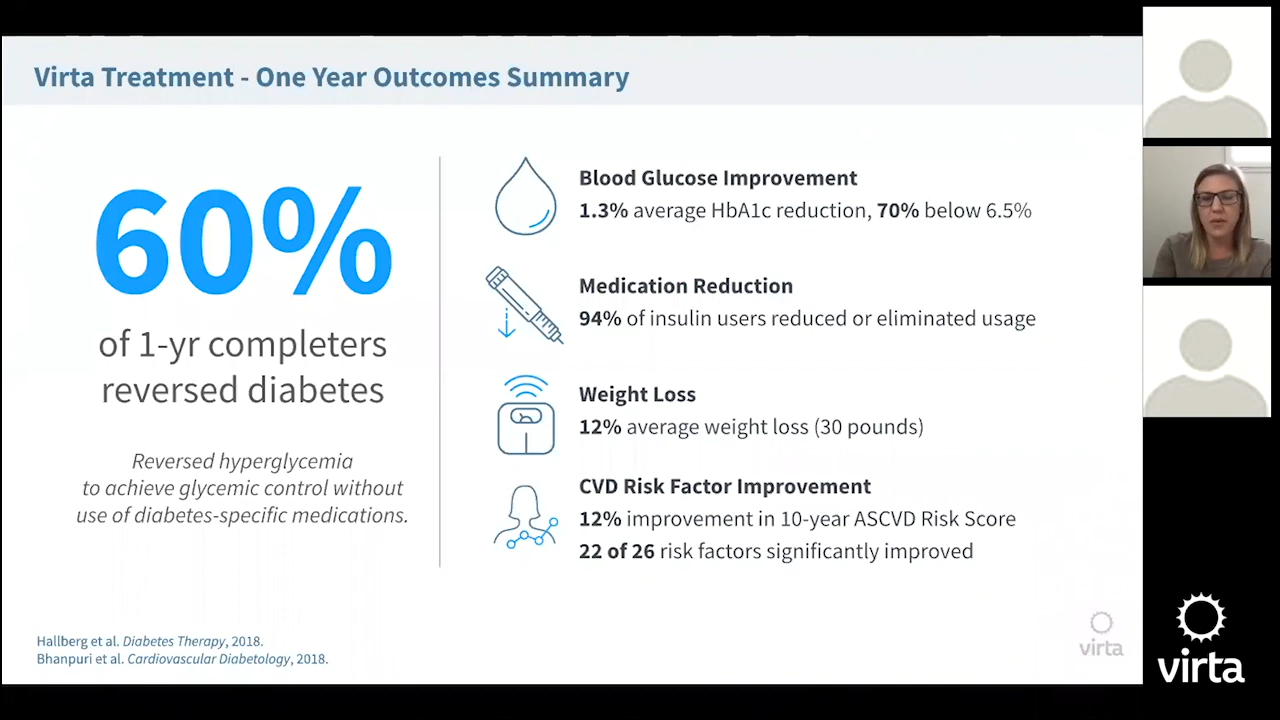 Virta Treatment - One Year Outcomes Summary
60%
of 1-yr completers
reversed diabetes
Reversed hyperglycemia
to achieve glycemic control without
use of diabetes-specific medications.
Blood Glucose Improvement
1.3% average HbA1c reduction, 70% below 6.5%
Medication Reduction
94% of insulin users reduced or eliminated usage
Weight Loss
12% average weight loss (30 pounds)
CVD Risk Factor Improvement
12% improvement in 10-year ASCVD Risk Score
22 of 26 risk factors significantly improved
Hallberg et al. Diabetes Therapy, 2018.
Bhanpuri et al. Cardiovascular Diabetology, 2018.
virta
virta